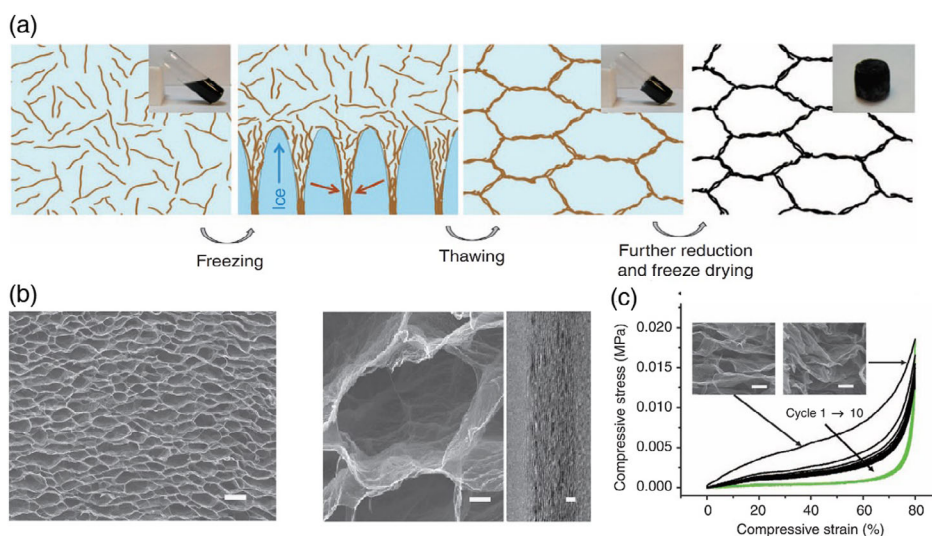 (a)
Ice
Freezing
Thawing
Further reduction
and freeze drying
(b)
(c)
Compressive stress (MPa)
0.020
0.015
0.010
0.005
0.000
Cycle 1 → 10
0 20 40 60 80
Compressive strain (%)